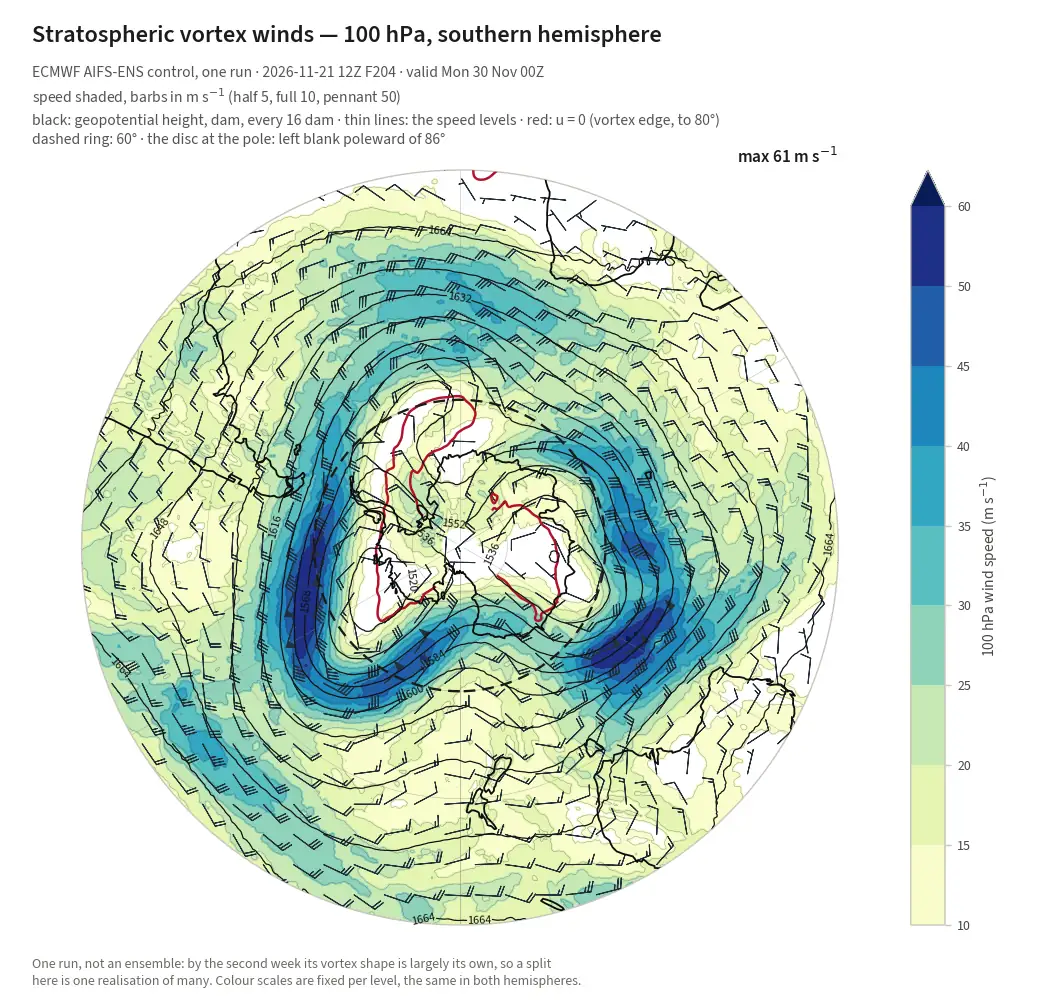 Stratospheric vortex winds — 100 hPa, southern hemisphere
ECMWF AIFS-ENS control, one run · 2026-11-21 12Z F204 · valid Mon 30 Nov 00Z
speed shaded, barbs in m s⁻¹ (half 5, full 10, pennant 50)
black: geopotential height, dam, every 16 dam · thin lines: the speed levels · red: u = 0 (vortex edge, to 80°)
dashed ring: 60° · the disc at the pole: left blank poleward of 86°
max 61 m s⁻¹
1632
1616
1648
1664
1552
1536
1520
1584
1600
1664
1664
60
50
45
40
35
30
25
20
15
10
100 hPa wind speed (m s⁻¹)
One run, not an ensemble: by the second week its vortex shape is largely its own, so a split
here is one realisation of many. Colour scales are fixed per level, the same in both hemispheres.